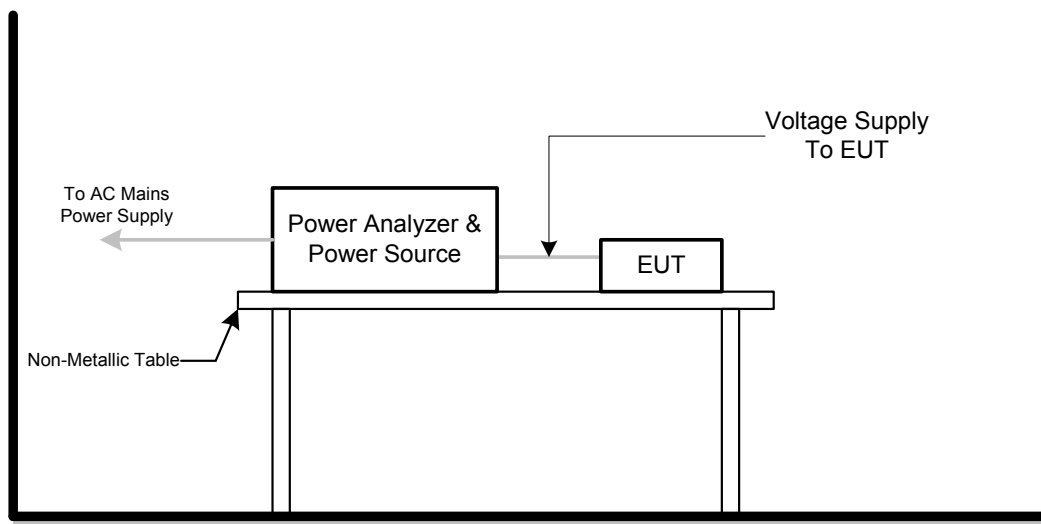 Voltage Supply
To EUT
To AC Mains
Power Supply
Power Analyzer &
Power Source
EUT
Non-Metallic Table